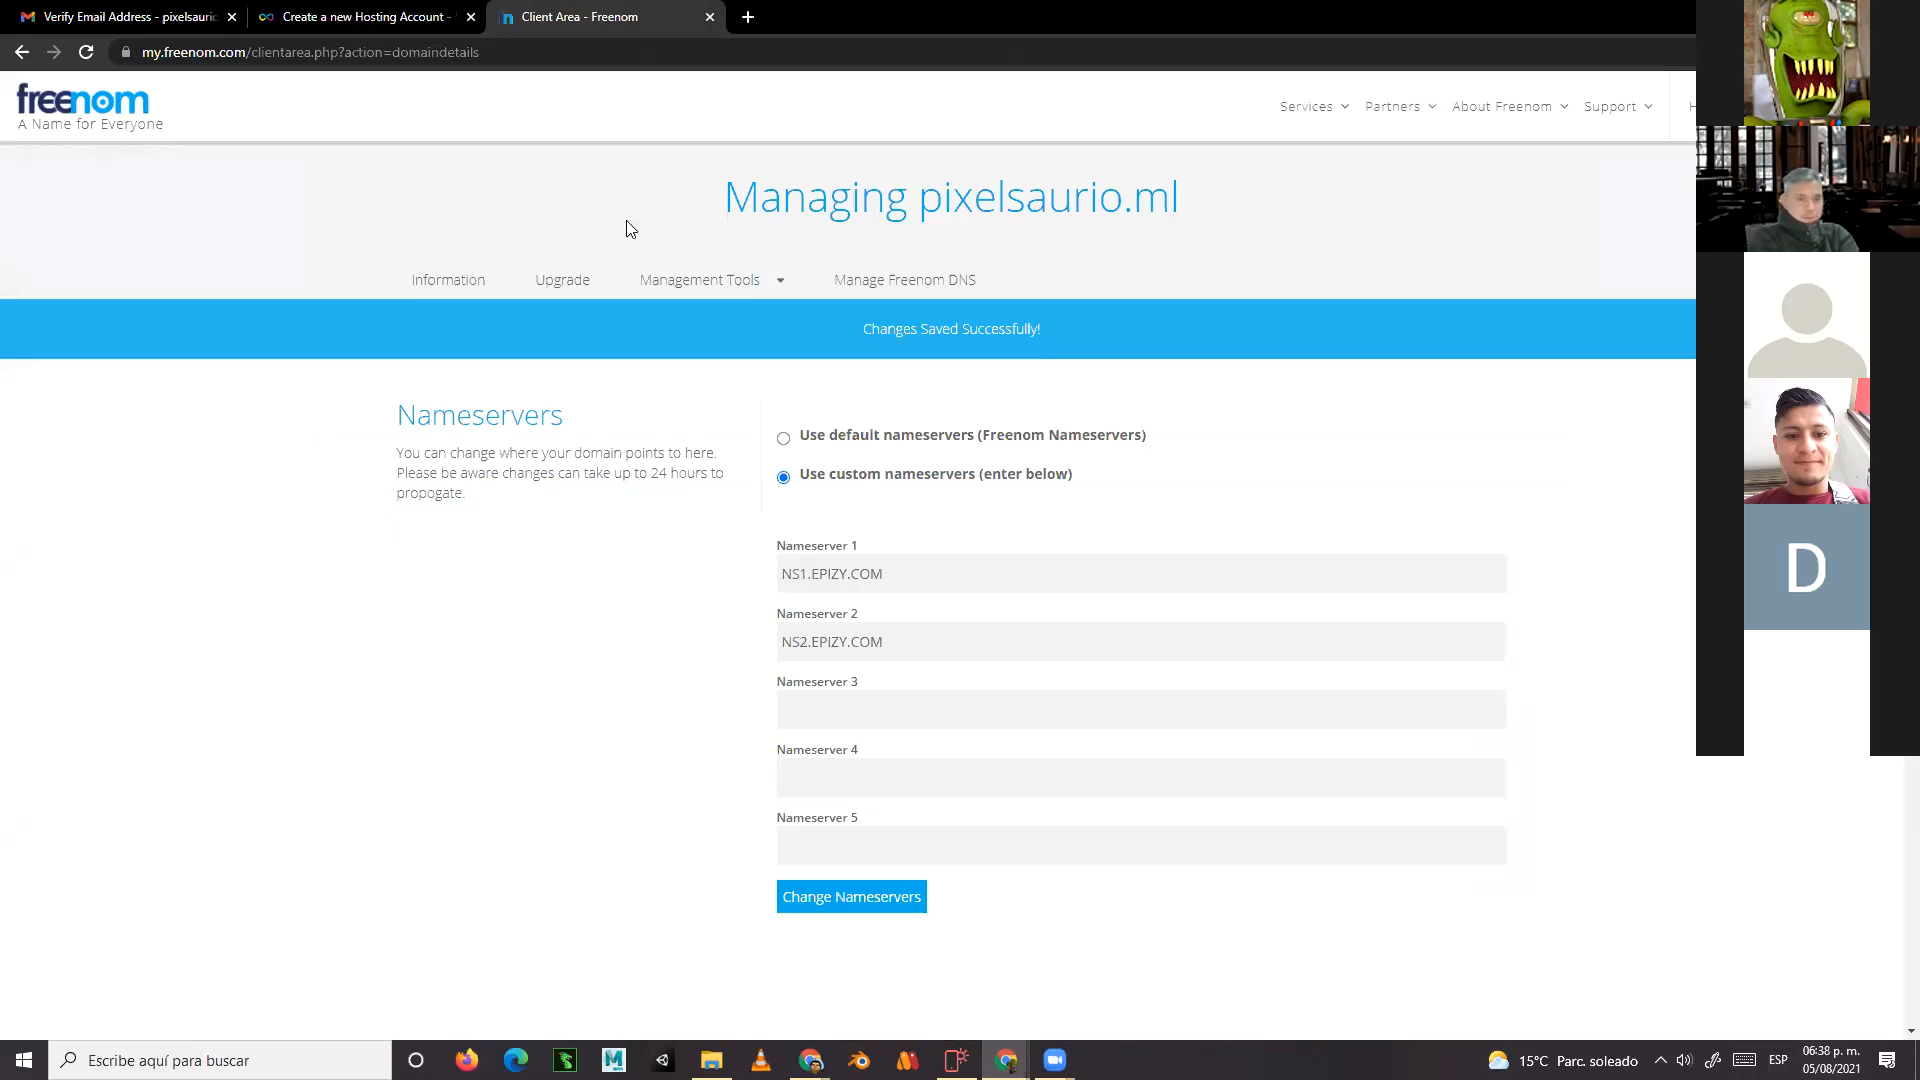 Verify Email Address - pixelsaurio
Create a new Hosting Account -
Client Area - Freenom
my.freenom.com/clientarea.php?action=domaindetails
freenom
A Name for Everyone
Services
Partners
About Freenom
Support
Managing pixelsaurio.ml
Information
Upgrade
Management Tools
Manage Freenom DNS
Changes Saved Successfully!
Nameservers
You can change where your domain points to here.
Please be aware changes can take up to 24 hours to
propogate.
Use default nameservers (Freenom Nameservers)
Use custom nameservers (enter below)
Nameserver 1
NS1.EPIZY.COM
Nameserver 2
NS2.EPIZY.COM
Nameserver 3
Nameserver 4
Nameserver 5
Change Nameservers
D
Escribe aquí para buscar
15°C Parc. soleado
ESP
06:38 p. m.
05/08/2021